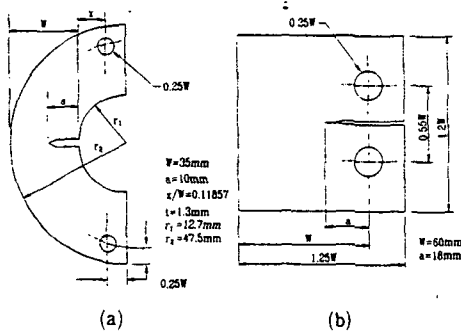 W
x
0.25W
a
r₁
r₂
W=35mm
a=10mm
x/W=0.11857
t=1.3mm
r₁=12.7mm
r₂=47.5mm
0.25W
(a)
0.25W
0.55W
1.2W
a
W
1.25W
W=60mm
a=18mm
(b)